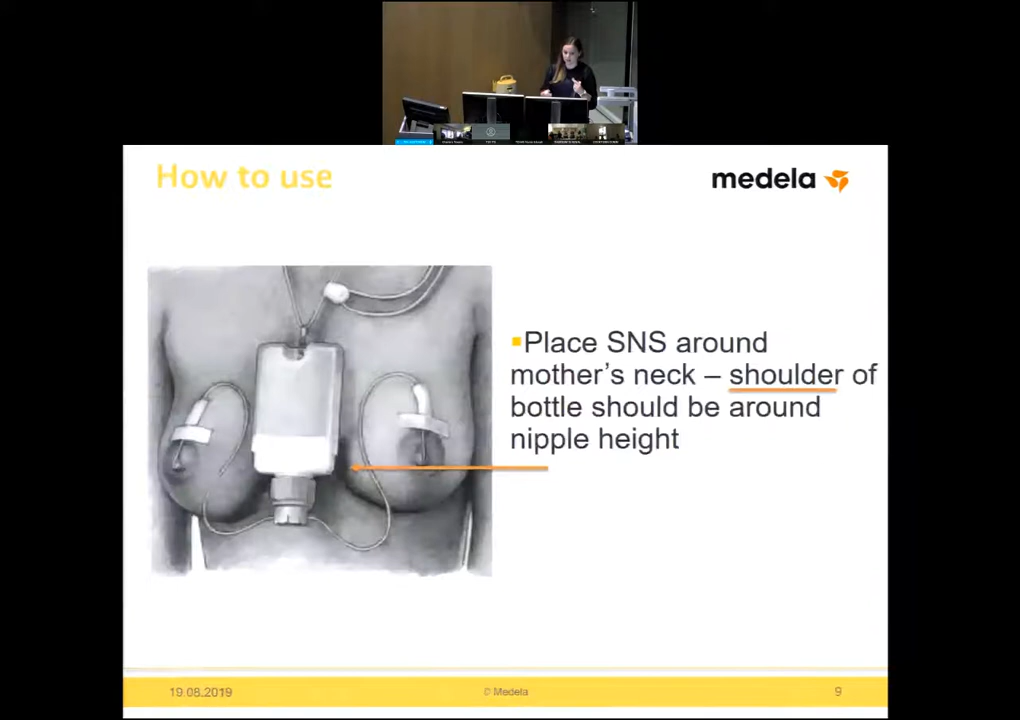 How to use
medela
▪Place SNS around
mother's neck – shoulder of
bottle should be around
nipple height
19.08.2019
© Medela
9